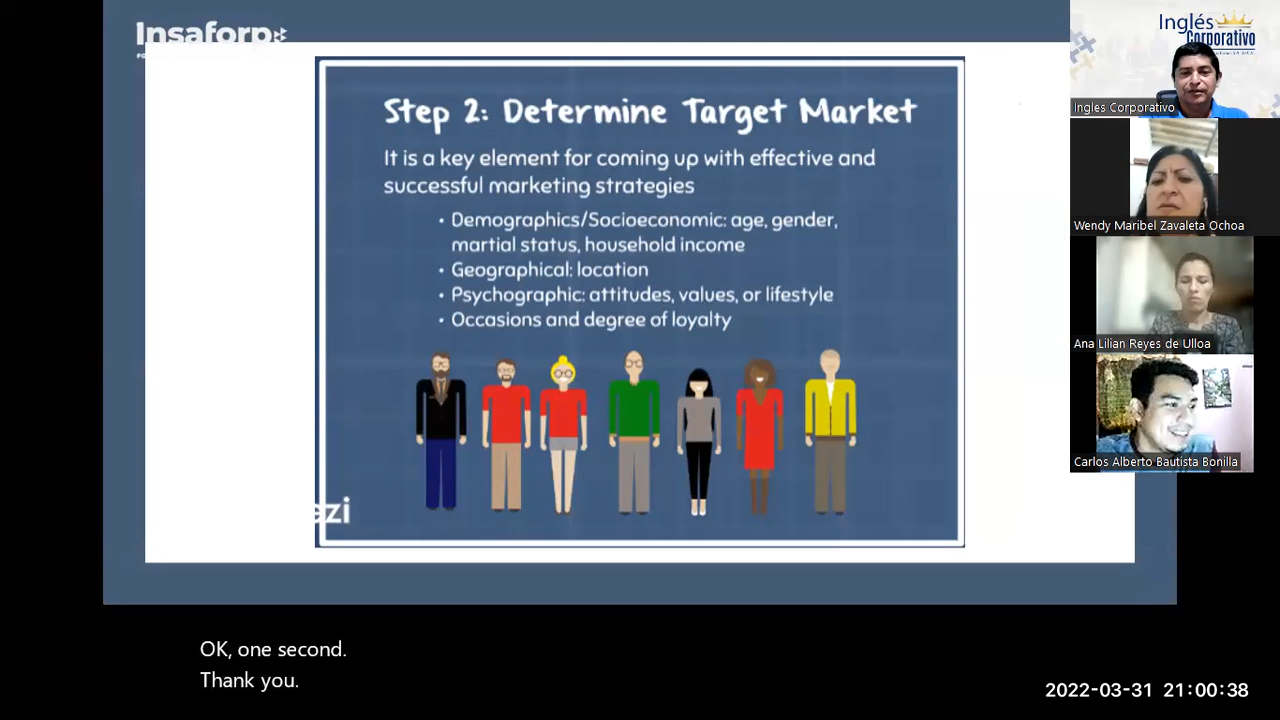 Insaforp
Step 2: Determine Target Market
It is a key element for coming up with effective and
successful marketing strategies
• Demographics/Socioeconomic: age, gender,
martial status, household income
• Geographical: location
• Psychographic: attitudes, values, or lifestyle
• Occasions and degree of loyalty
czi
Inglés
Corporativo
Ingles Corporativo
Wendy Maribel Zavaleta Ochoa
Ana Lilian Reyes de Ulloa
Carlos Alberto Bautista Bonilla
OK, one second.
Thank you.
2022-03-31 21:00:38